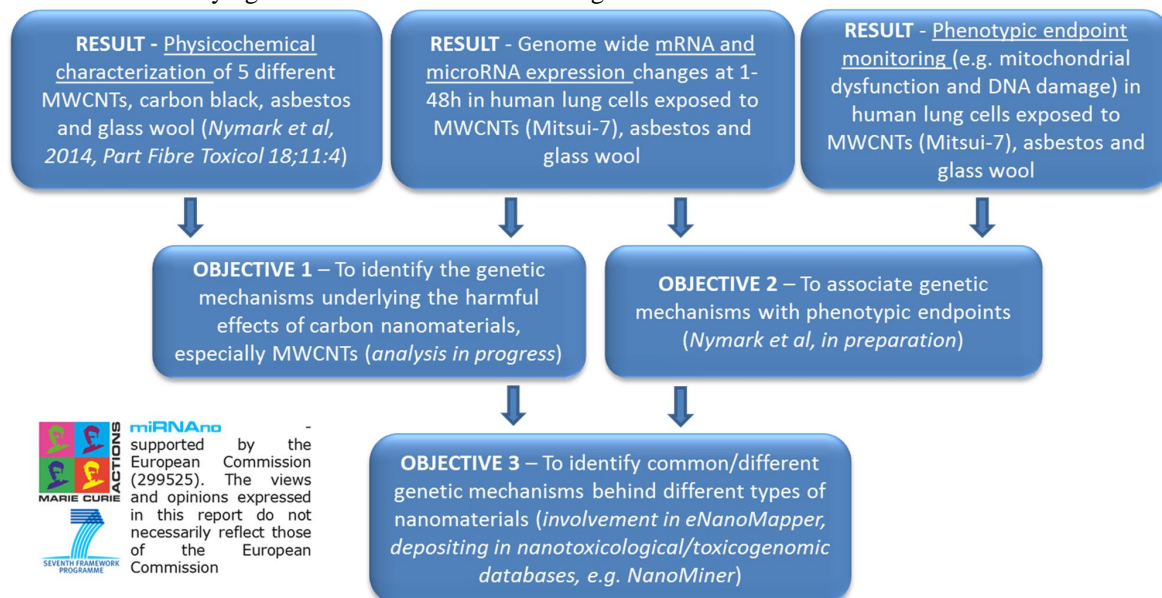 RESULT - Physicochemical
characterization of 5 different
MWCNTs, carbon black, asbestos
and glass wool (Nymark et al,
2014, Part Fibre Toxicol 18;11:4)
RESULT - Genome wide mRNA and
microRNA expression changes at 1-
48h in human lung cells exposed to
MWCNTs (Mitsui-7), asbestos and
glass wool
RESULT - Phenotypic endpoint
monitoring (e.g. mitochondrial
dysfunction and DNA damage) in
human lung cells exposed to
MWCNTs (Mitsui-7), asbestos and
glass wool
OBJECTIVE 1 – To identify the genetic
mechanisms underlying the harmful
effects of carbon nanomaterials,
especially MWCNTs (analysis in progress)
OBJECTIVE 2 – To associate genetic
mechanisms with phenotypic endpoints
(Nymark et al, in preparation)
OBJECTIVE 3 – To identify common/different
genetic mechanisms behind different types of
nanomaterials (involvement in eNanoMapper,
depositing in nanotoxicological/toxicogenomic
databases, e.g. NanoMiner)
MARIE CURIE
ACTIONS
7
SEVENTH FRAMEWORK
PROGRAMME
miRNAno -
supported by the
European Commission
(299525). The views
and opinions expressed
in this report do not
necessarily reflect those
of the European
Commission